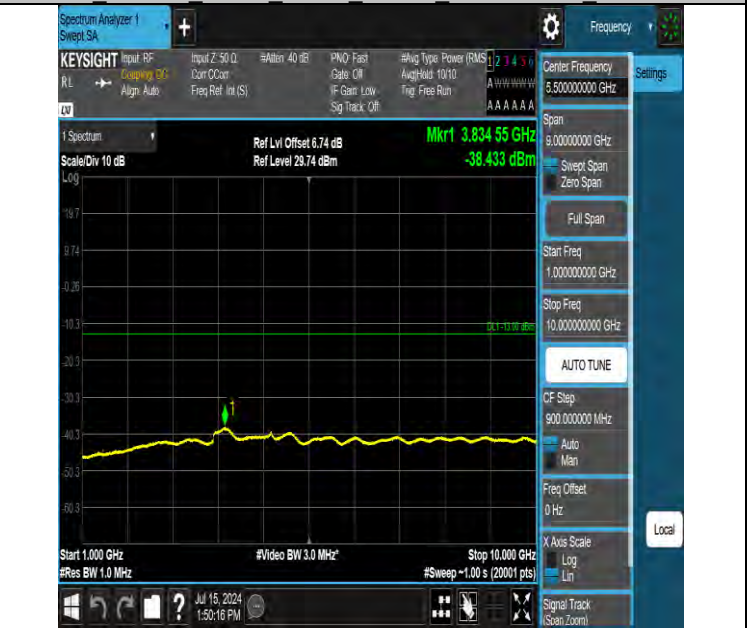 Spectrum Analyzer 1
Swept SA
+
Frequency
KEYSIGHT
RL
Input: RF
Coupling: DC
Align: Auto
Input Z: 50 Ω
Corr CCorr
Freq Ref: Int (S)
#Atten: 40 dB
PNO: Fast
Gate: Off
IF Gain: Low
Sig Track: Off
#Avg Type: Power (RMS
Avg|Hold: 10/10
Trig: Free Run
1 2 3 4 5 6
A W W W W W
A A A A A A
1 Spectrum
Scale/Div 10 dB
Ref Lvl Offset 6.74 dB
Ref Level 29.74 dBm
Mkr1 3.834 55 GHz
-38.433 dBm
Log
19.7
9.74
-0.26
-10.3
-20.3
-30.3
-40.3
-50.3
-60.3
DL1 -13.00 dBm
1
Start 1.000 GHz
#Res BW 1.0 MHz
#Video BW 3.0 MHz*
Stop 10.000 GHz
#Sweep ~1.00 s (20001 pts)
Center Frequency
5.500000000 GHz
Settings
Span
9.00000000 GHz
Swept Span
Zero Span
Full Span
Start Freq
1.000000000 GHz
Stop Freq
10.000000000 GHz
AUTO TUNE
CF Step
900.000000 MHz
Auto
Man
Freq Offset
0 Hz
X Axis Scale
Log
Lin
Local
Signal Track
(Span Zoom)
?
Jul 15, 2024
1:50:16 PM